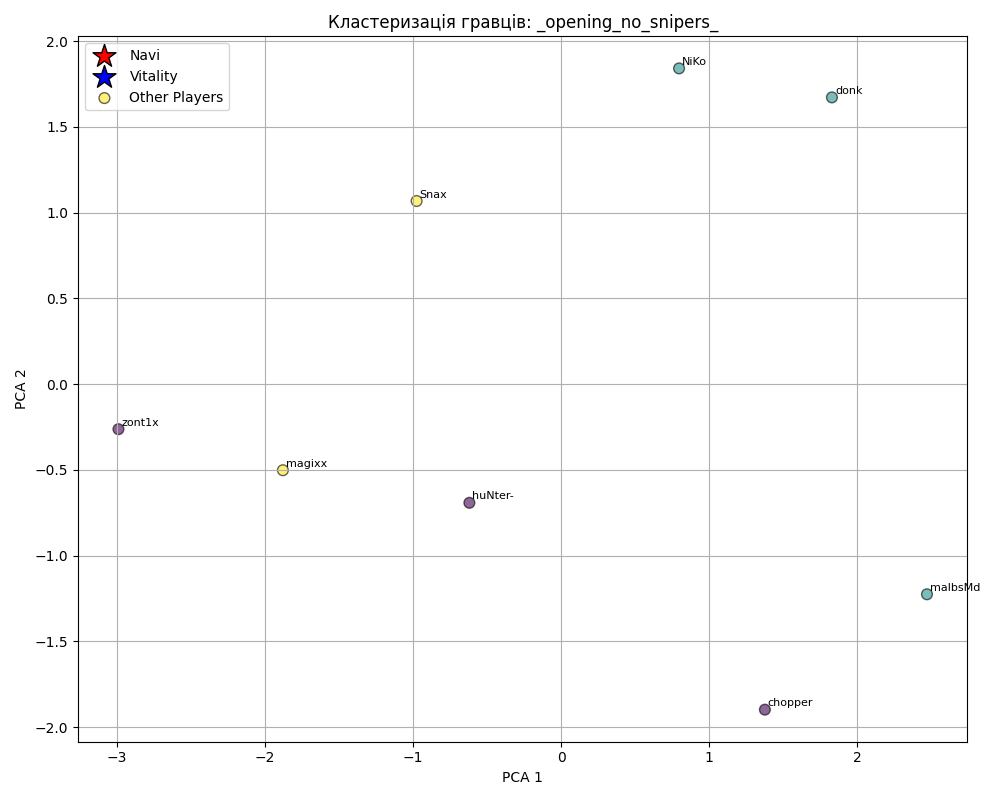 Кластеризація гравців: _opening_no_snipers_
Navi
Vitality
Other Players
NiKo
donk
Snax
zont1x
magixx
huNter-
malbsMd
chopper
PCA 2
2.0
1.5
1.0
0.5
0.0
−0.5
−1.0
−1.5
−2.0
−3
−2
−1
0
1
2
PCA 1